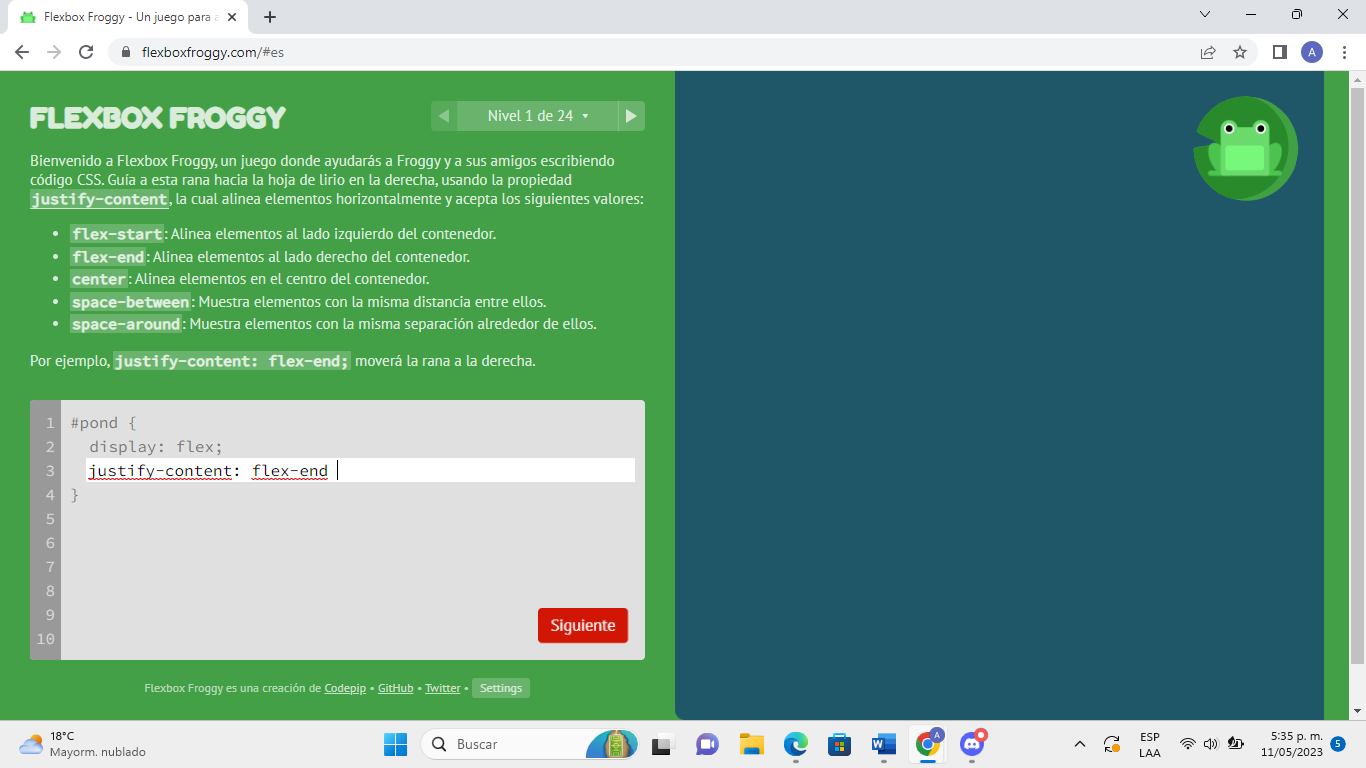 Flexbox Froggy - Un juego para a
flexboxfroggy.com/#es
A
FLEXBOX FROGGY
Nivel 1 de 24
Bienvenido a Flexbox Froggy, un juego donde ayudarás a Froggy y a sus amigos escribiendo
código CSS. Guía a esta rana hacia la hoja de lirio en la derecha, usando la propiedad
justify-content, la cual alinea elementos horizontalmente y acepta los siguientes valores:
• flex-start: Alinea elementos al lado izquierdo del contenedor.
• flex-end: Alinea elementos al lado derecho del contenedor.
• center: Alinea elementos en el centro del contenedor.
• space-between: Muestra elementos con la misma distancia entre ellos.
• space-around: Muestra elementos con la misma separación alrededor de ellos.
Por ejemplo, justify-content: flex-end; moverá la rana a la derecha.
1 #pond {
2 display: flex;
3 justify-content: flex-end
4 }
5
6
7
8
9
10
Siguiente
Flexbox Froggy es una creación de Codepip • GitHub • Twitter • Settings
18°C
Mayorm. nublado
Buscar
W
A
ESP
LAA
5:35 p. m.
11/05/2023
5